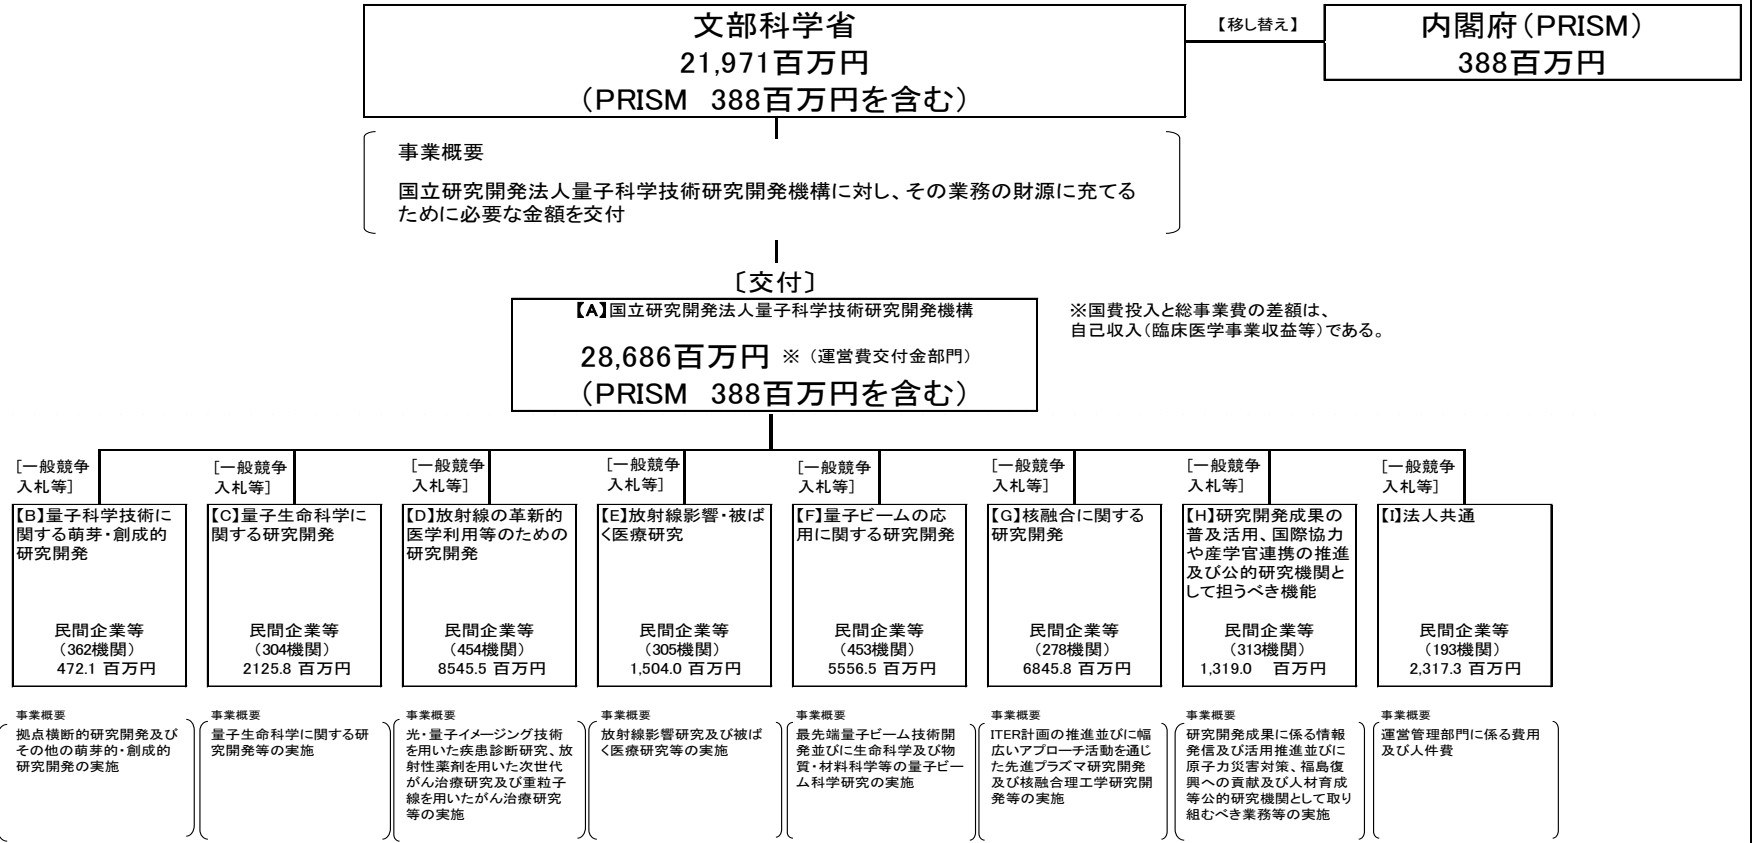 文部科学省
21,971百万円
（PRISM　388百万円を含む）
【移し替え】
内閣府（PRISM）
388百万円
事業概要
国立研究開発法人量子科学技術研究開発機構に対し、その業務の財源に充てる
ために必要な金額を交付
〔交付〕
【A】国立研究開発法人量子科学技術研究開発機構
28,686百万円 ※（運営費交付金部門）
（PRISM　388百万円を含む）
※国費投入と総事業費の差額は、
自己収入（臨床医学事業収益等）である。
[一般競争
入札等]
【B】量子科学技術に
関する萌芽・創成的
研究開発
民間企業等
（362機関）
472.1 百万円
事業概要
拠点横断的研究開発及び
その他の萌芽的・創成的
研究開発の実施
[一般競争
入札等]
【C】量子生命科学に
関する研究開発
民間企業等
（304機関）
2125.8 百万円
事業概要
量子生命科学に関する研
究開発等の実施
[一般競争
入札等]
【D】放射線の革新的
医学利用等のための
研究開発
民間企業等
（454機関）
8545.5 百万円
事業概要
光・量子イメージング技術
を用いた疾患診断研究、放
射性薬剤を用いた次世代
がん治療研究及び重粒子
線を用いたがん治療研究
等の実施
[一般競争
入札等]
【E】放射線影響・被ば
く医療研究
民間企業等
（305機関）
1,504.0 百万円
事業概要
放射線影響研究及び被ば
く医療研究等の実施
[一般競争
入札等]
【F】量子ビームの応
用に関する研究開発
民間企業等
（453機関）
5556.5 百万円
事業概要
最先端量子ビーム技術開
発並びに生命科学及び物
質・材料科学等の量子ビー
ム科学研究の実施
[一般競争
入札等]
【G】核融合に関する
研究開発
民間企業等
（278機関）
6845.8 百万円
事業概要
ITER計画の推進並びに幅
広いアプローチ活動を通じ
た先進プラズマ研究開発
及び核融合理工学研究開
発等の実施
[一般競争
入札等]
【H】研究開発成果の
普及活用、国際協力
や産学官連携の推進
及び公的研究機関と
して担うべき機能
民間企業等
（313機関）
1,319.0　百万円
事業概要
研究開発成果に係る情報
発信及び活用推進並びに
原子力災害対策、福島復
興への貢献及び人材育成
等公的研究機関として取り
組むべき業務等の実施
[一般競争
入札等]
【I】法人共通
民間企業等
（193機関）
2,317.3 百万円
事業概要
運営管理部門に係る費用
及び人件費